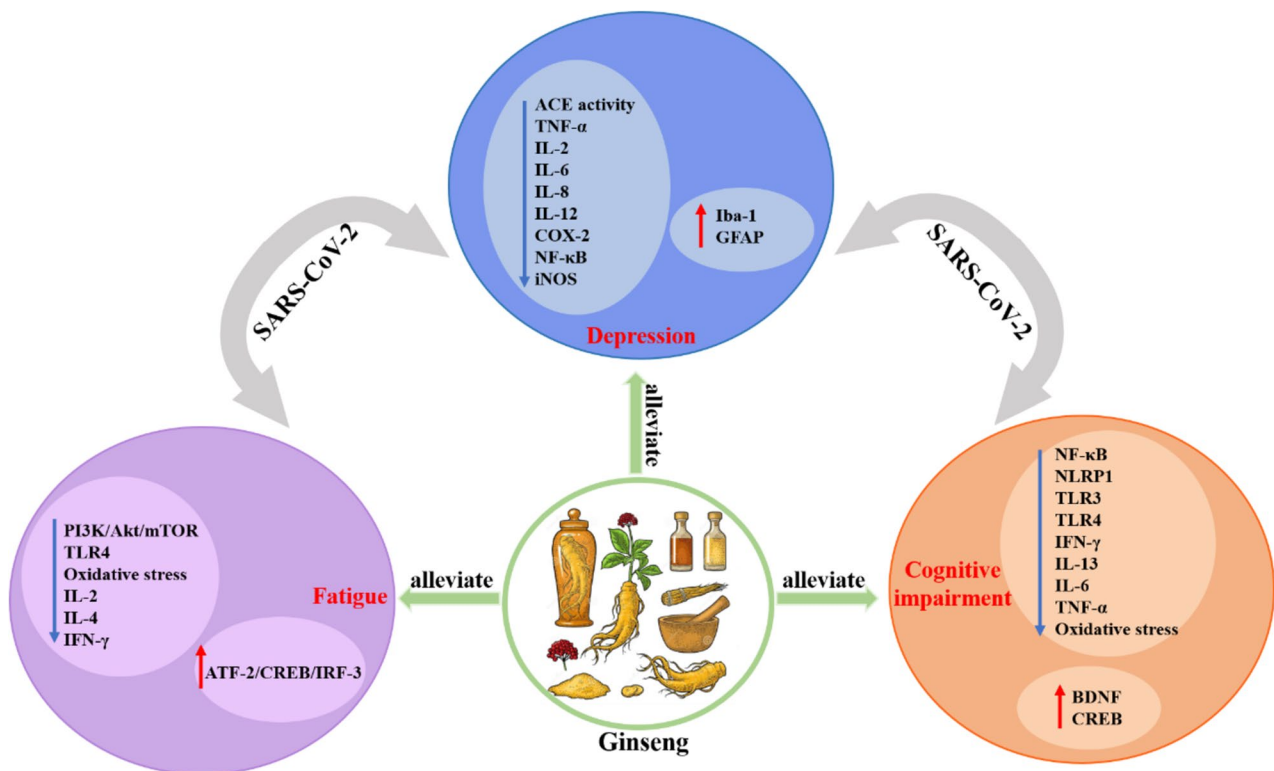 ACE activity
TNF-α
IL-2
IL-6
IL-8
IL-12
COX-2
NF-κB
iNOS
Iba-1
GFAP
Depression
SARS-CoV-2
SARS-CoV-2
alleviate
PI3K/Akt/mTOR
TLR4
Oxidative stress
IL-2
IL-4
IFN-γ
ATF-2/CREB/IRF-3
Fatigue
alleviate
alleviate
Cognitive
impairment
NF-κB
NLRP1
TLR3
TLR4
IFN-γ
IL-13
IL-6
TNF-α
Oxidative stress
BDNF
CREB
Ginseng